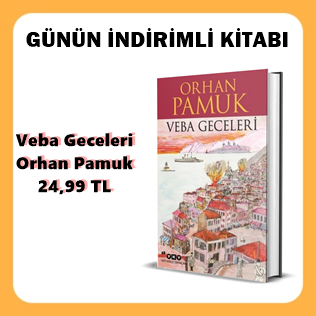 GÜNÜN İNDİRİMLİ KİTABI
ORHAN
PAMUK
VEBA GECELERİ
Veba Geceleri
Orhan Pamuk
24,99 TL